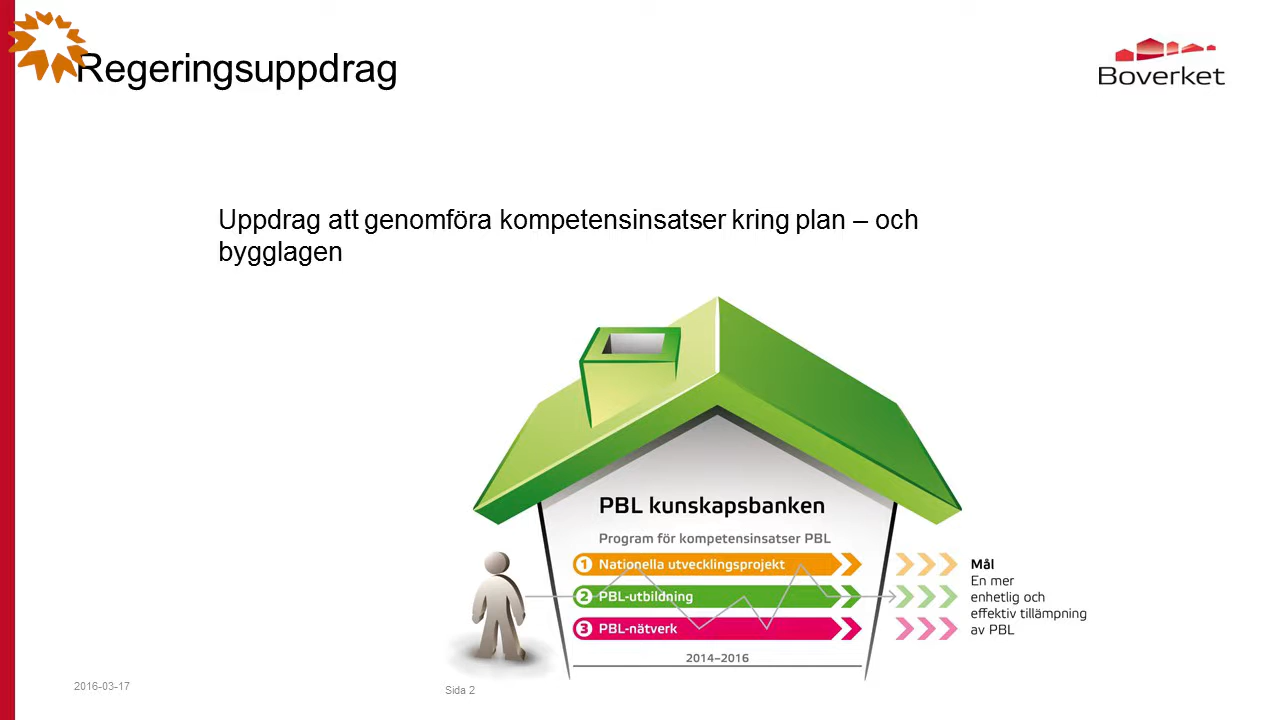 Regeringsuppdrag
Boverket
Uppdrag att genomföra kompetensinsatser kring plan – och
bygglagen
PBL kunskapsbanken
Program för kompetensinsatser PBL
1 Nationella utvecklingsprojekt
2 PBL-utbildning
3 PBL-nätverk
2014–2016
Mål
En mer
enhetlig och
effektiv tillämpning
av PBL
2016-03-17
Sida 2